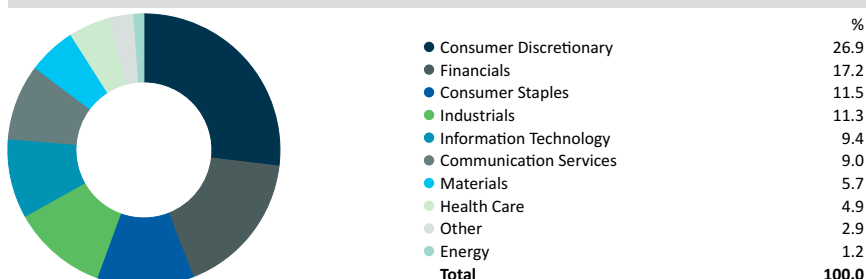 %
Consumer Discretionary 26.9
Financials 17.2
Consumer Staples 11.5
Industrials 11.3
Information Technology 9.4
Communication Services 9.0
Materials 5.7
Health Care 4.9
Other 2.9
Energy 1.2
Total 100.0